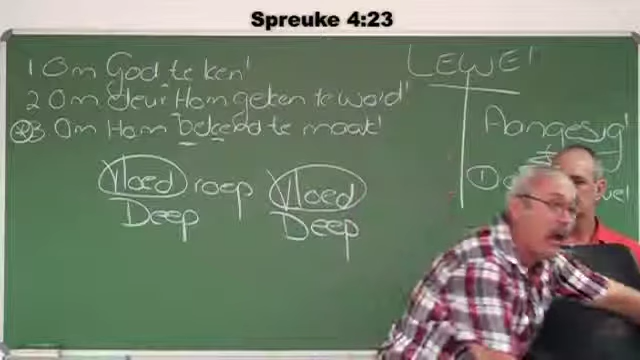 Spreuke 4:23
1 Om God te ken!
2 Om deur Hom geken te word!
3 Om Hom bekend te maak!
LEWE!
Aangesig!
Vloed roep Vloed
Deep Deep
①